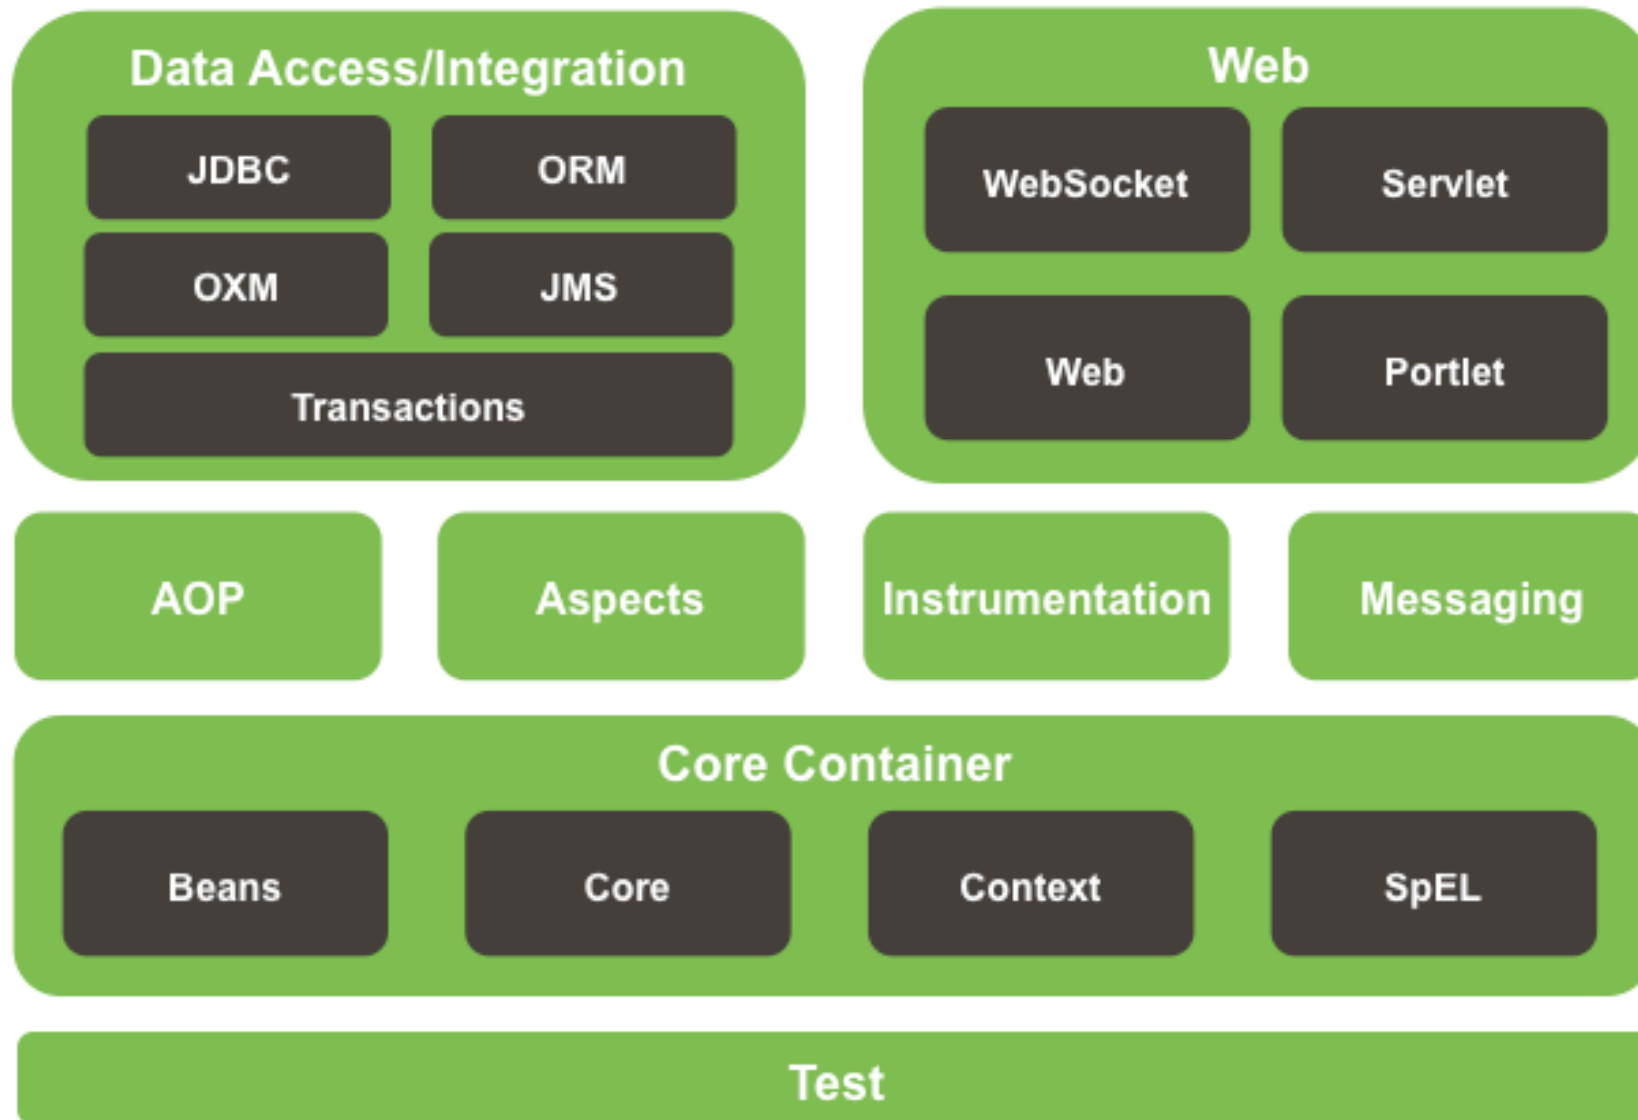 Data Access/Integration
JDBC
ORM
OXM
JMS
Transactions
Web
WebSocket
Servlet
Web
Portlet
AOP
Aspects
Instrumentation
Messaging
Core Container
Beans
Core
Context
SpEL
Test